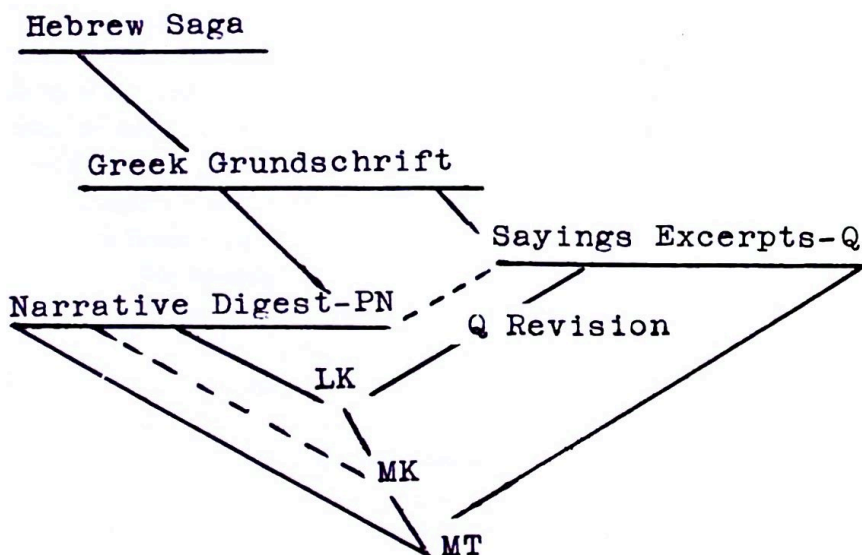 Hebrew Saga
Greek Grundschrift
Sayings Excerpts-Q
Narrative Digest-PN
Q Revision
LK
MK
MT